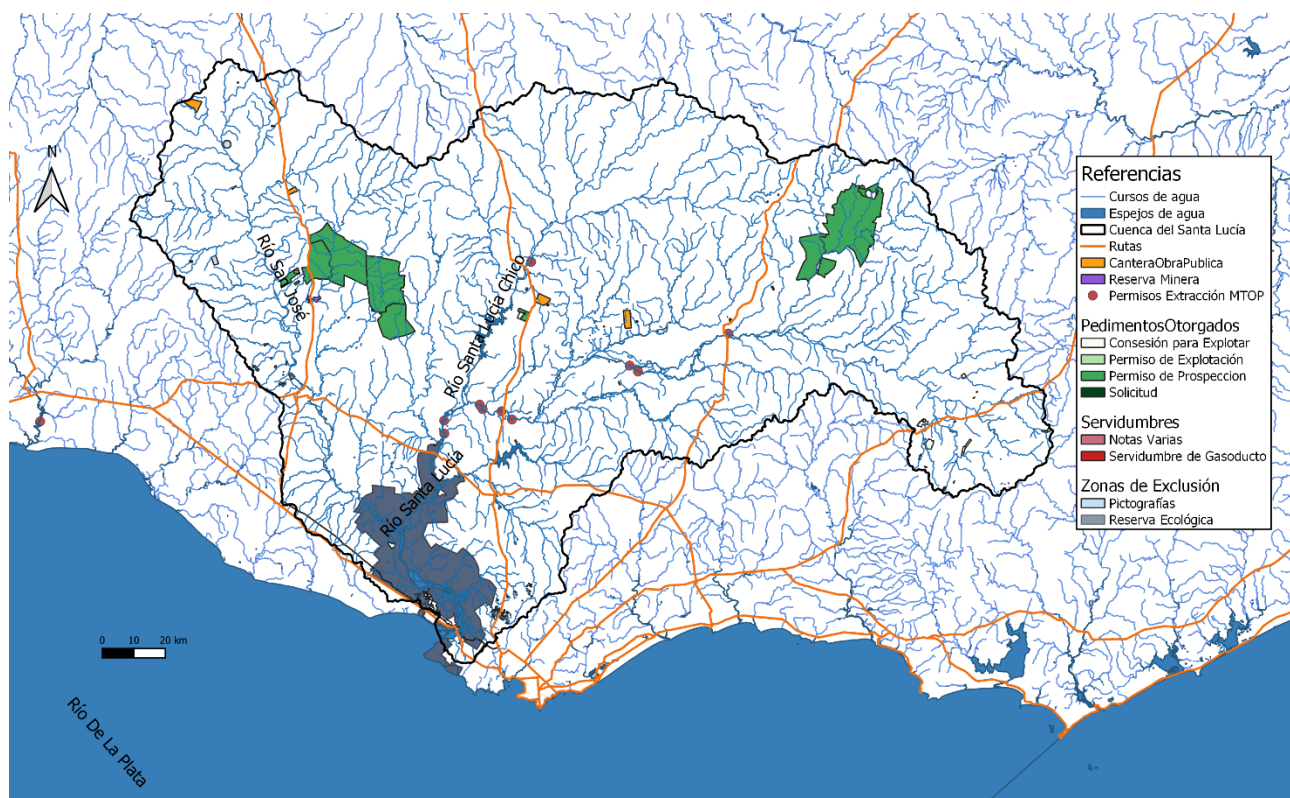 N
Río San José
Río Santa Lucía Chico
Río Santa Lucía
0 10 20 km
Río De La Plata
Referencias
Cursos de agua
Espejos de agua
Cuenca del Santa Lucía
Rutas
CanteraObraPublica
Reserva Minera
Permisos Extracción MTOP
PedimentosOtorgados
Consesión para Explotar
Permiso de Explotación
Permiso de Prospeccion
Solicitud
Servidumbres
Notas Varias
Servidumbre de Gasoducto
Zonas de Exclusión
Pictografías
Reserva Ecológica